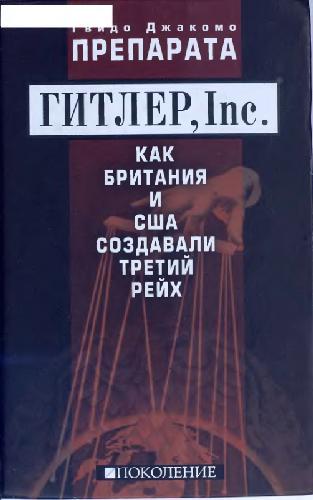 Гвидо Джакомо
ПРЕПАРАТА
ГИТЛЕР, Inc.
КАК
БРИТАНИЯ
И
США
СОЗДАВАЛИ
ТРЕТИЙ
РЕЙХ
ПОКОЛЕНИЕ